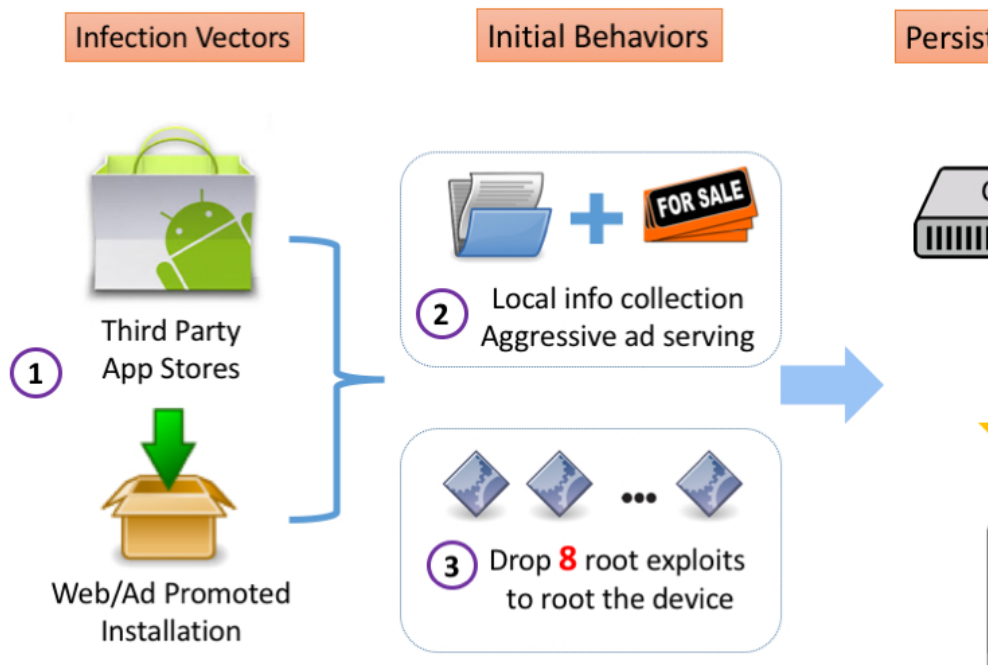 Infection Vectors
Initial Behaviors
Third Party
App Stores
1
Web/Ad Promoted
Installation
FOR SALE
2
Local info collection
Aggressive ad serving
3
Drop 8 root exploits
to root the device